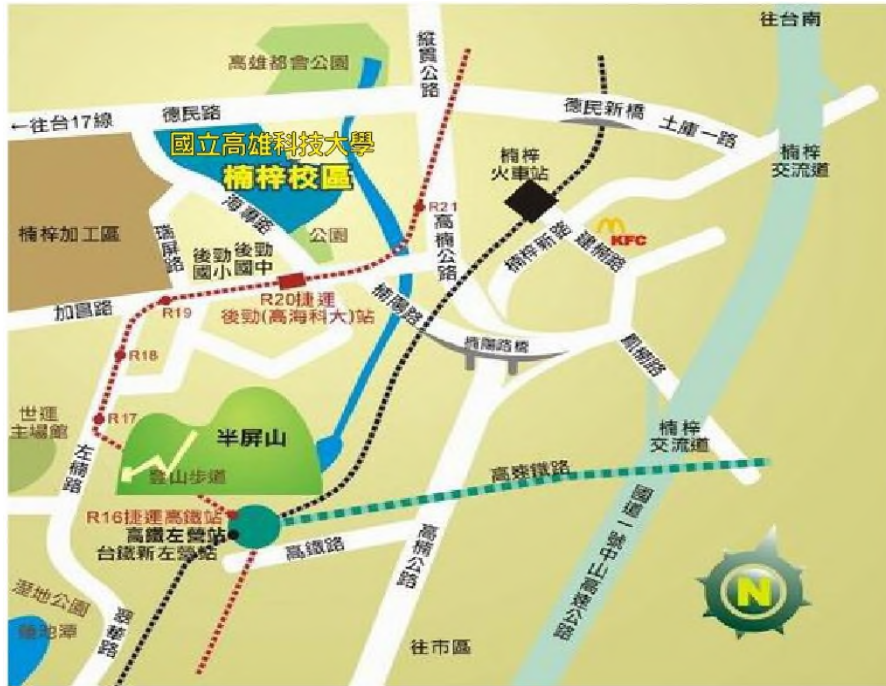 往台南
縱貫公路
高雄都會公園
德民路
←往台17線
德民新橋
土庫一路
國立高雄科技大學
楠梓校區
楠梓
火車站
楠梓
交流道
海專路
R21
公園
高楠公路
楠梓新路
建楠路
KFC
楠梓加工區
瑞屏路
後勁
國小
後勁
國中
R20捷運
後勁(高海科大)站
楠陽路
加昌路
R19
楠陽路橋
鳳楠路
R18
世運
主場館
R17
半屏山
登山步道
左楠路
楠梓
交流道
高速鐵路
R16捷運高鐵站
高鐵左營站
台鐵新左營站
高鐵路
高楠公路
國道一號中山高速公路
溼地公園
蓮池潭
翠華路
往市區
N